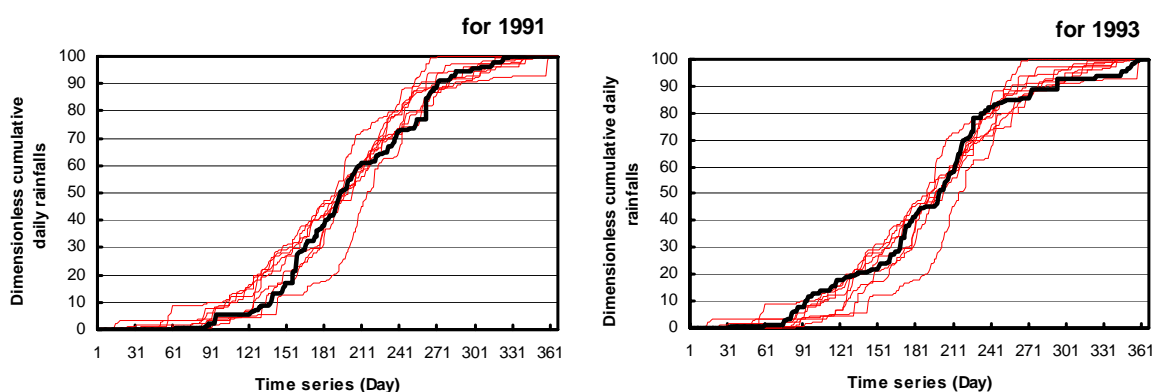 for 1991
Dimensionless cumulative
daily rainfalls
100
90
80
70
60
50
40
30
20
10
0
1 31 61 91 121 151 181 211 241 271 301 331 361
Time series (Day)
for 1993
Dimensionless cumulative daily
rainfalls
100
90
80
70
60
50
40
30
20
10
0
1 31 61 91 121 151 181 211 241 271 301 331 361
Time series (Day)